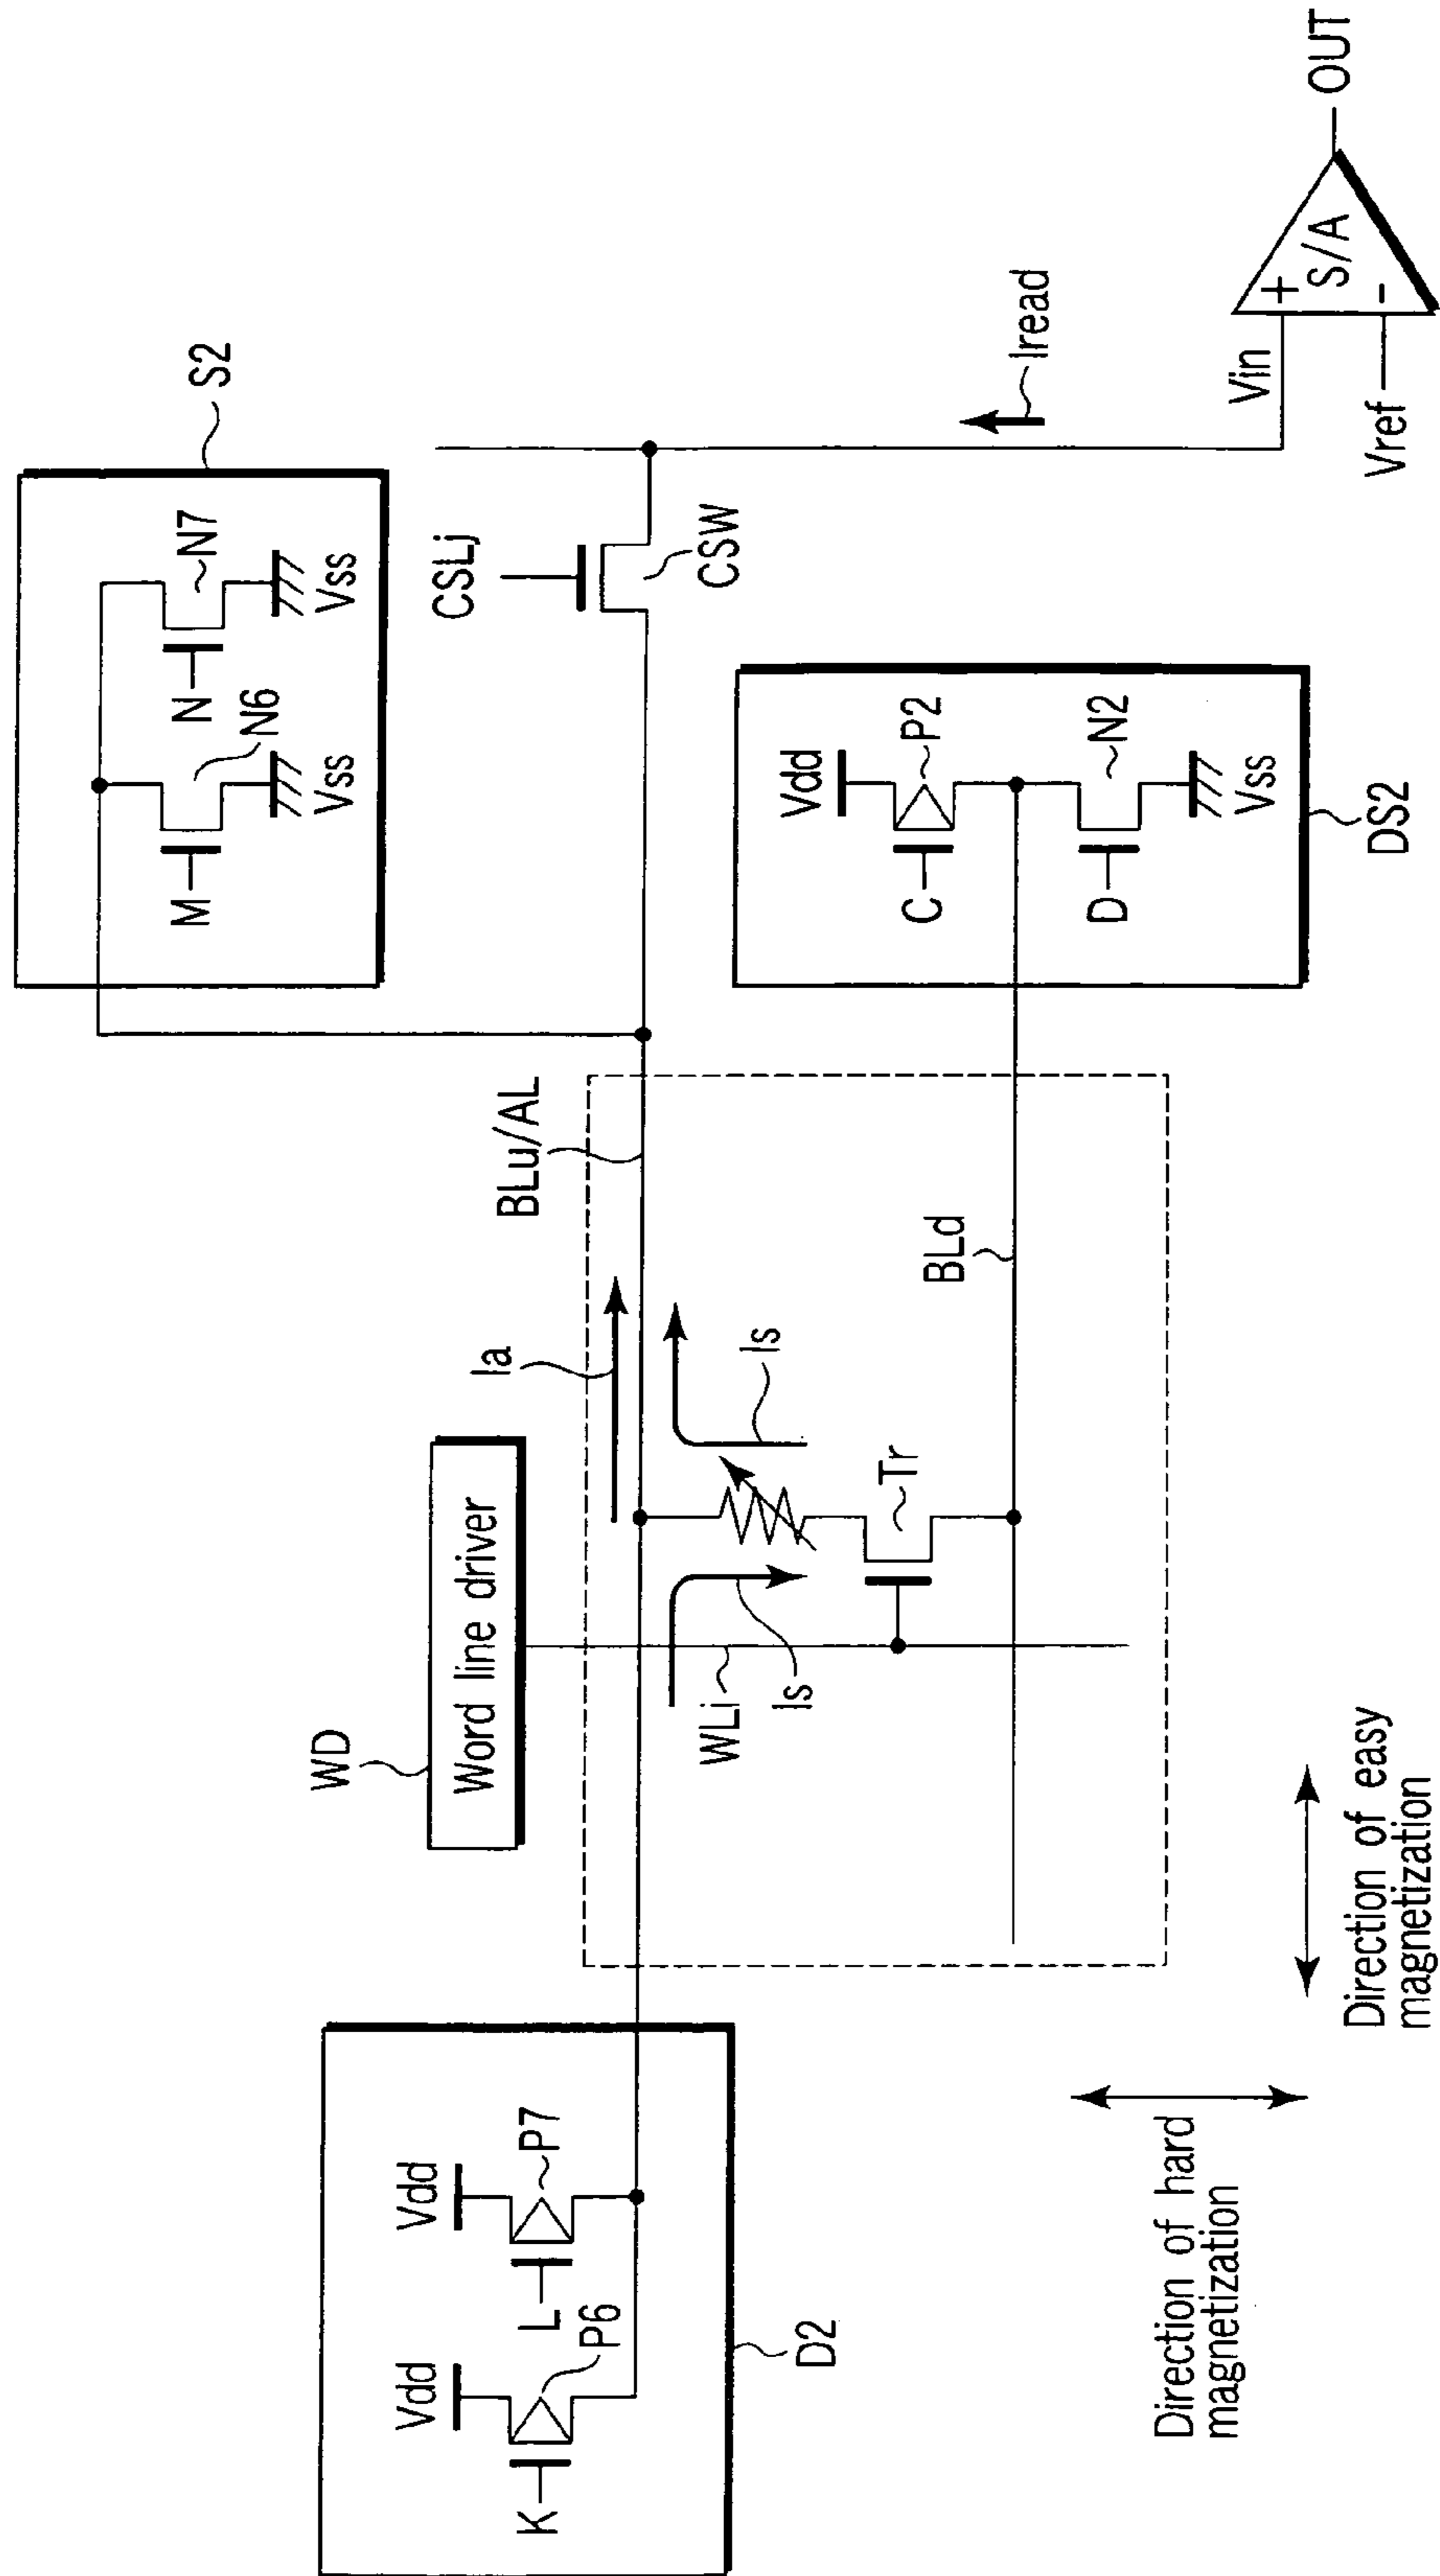 S2
N7
N
N6
M
Vss
Vss
CSLj
CSW
Iread
Vin
Vref
+
-
S/A
OUT
Vdd
P2
C
N2
D
Vss
DS2
BLu/AL
BLd
Ia
Is
Tr
WD
Word line driver
WLi
Is
Vdd
Vdd
P7
L
P6
K
D2
Direction of easy
magnetization
Direction of hard
magnetization